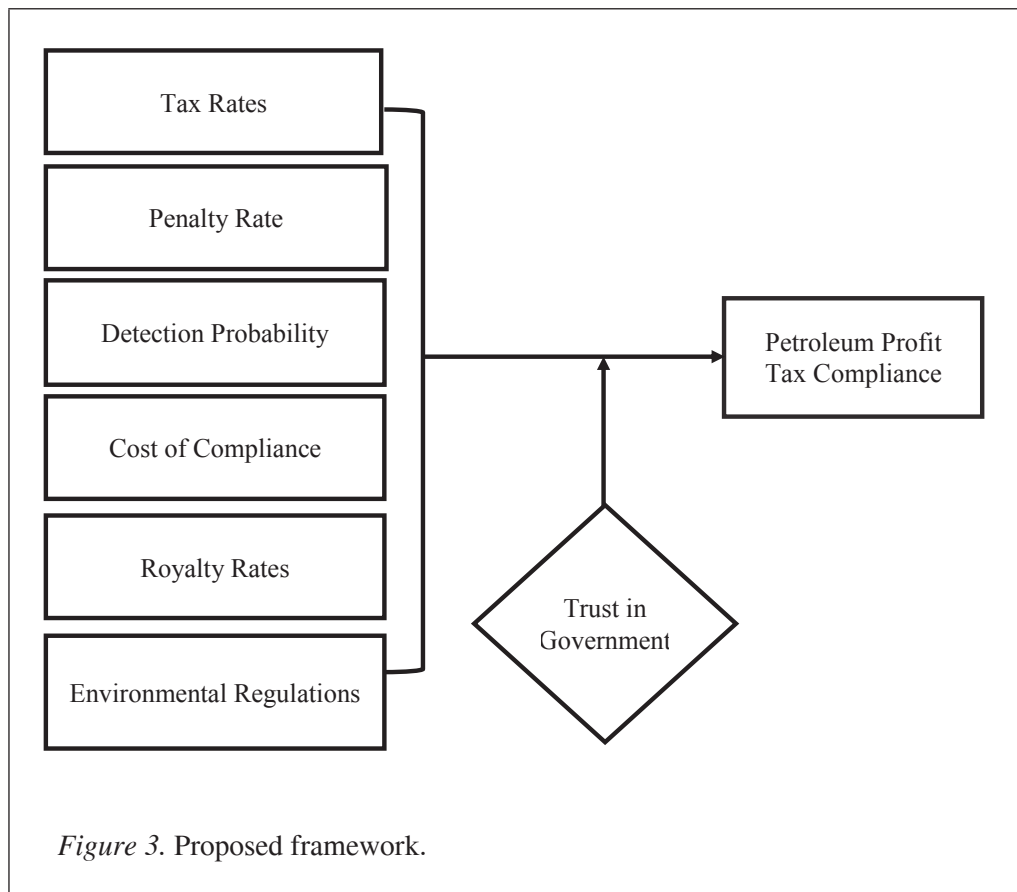 Tax Rates
Penalty Rate
Detection Probability
Cost of Compliance
Royalty Rates
Environmental Regulations
Petroleum Profit
Tax Compliance
Trust in
Government
Figure 3. Proposed framework.